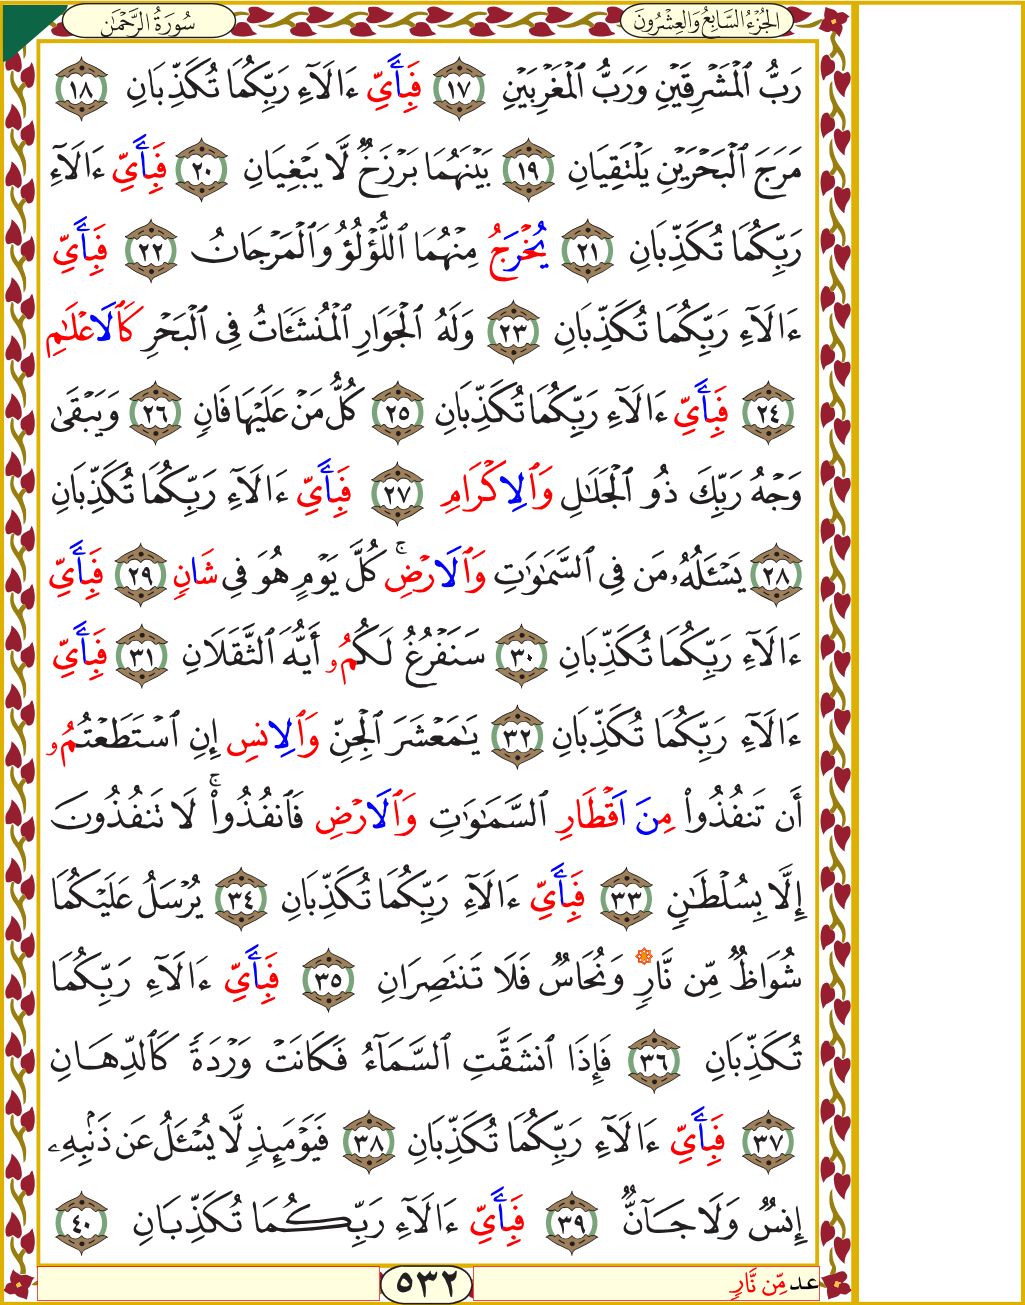 الجُزْءُ السَّابِعُ وَالعِشْرُونَ
سُورَةُ الرَّحْمَٰن
رَبُّ ٱلْمَشْرِقَيْنِ وَرَبُّ ٱلْمَغْرِبَيْنِ ١٧ فَبِأَيِّ ءَالَآءِ رَبِّكُمَا تُكَذِّبَانِ ١٨
مَرَجَ ٱلْبَحْرَيْنِ يَلْتَقِيَانِ ١٩ بَيْنَهُمَا بَرْزَخٌ لَّا يَبْغِيَانِ ٢٠ فَبِأَيِّ ءَالَآءِ
رَبِّكُمَا تُكَذِّبَانِ ٢١ يُخْرَجُ مِنْهُمَا ٱللُّؤْلُؤُ وَٱلْمَرْجَانُ ٢٢ فَبِأَيِّ
ءَالَآءِ رَبِّكُمَا تُكَذِّبَانِ ٢٣ وَلَهُ ٱلْجَوَارِ ٱلْمُنشَـَٔاتُ فِى ٱلْبَحْرِ كَٱلَاعْلَٰمِ
٢٤ فَبِأَيِّ ءَالَآءِ رَبِّكُمَا تُكَذِّبَانِ ٢٥ كُلُّ مَنْ عَلَيْهَا فَانٍ ٢٦ وَيَبْقَىٰ
وَجْهُ رَبِّكَ ذُو ٱلْجَلَٰلِ وَٱلِاكْرَامِ ٢٧ فَبِأَيِّ ءَالَآءِ رَبِّكُمَا تُكَذِّبَانِ
٢٨ يَسْـَٔلُهُۥ مَن فِى ٱلسَّمَٰوَٰتِ وَٱلَارْضِۚ كُلَّ يَوْمٍ هُوَ فِى شَانٍ ٢٩ فَبِأَيِّ
ءَالَآءِ رَبِّكُمَا تُكَذِّبَانِ ٣٠ سَنَفْرُغُ لَكُمُۥ أَيُّهَ ٱلثَّقَلَانِ ٣١ فَبِأَيِّ
ءَالَآءِ رَبِّكُمَا تُكَذِّبَانِ ٣٢ يَٰمَعْشَرَ ٱلْجِنِّ وَٱلِانسِ إِنِ ٱسْتَطَعْتُمُۥ
أَن تَنفُذُوا۟ مِنَ اَقْطَارِ ٱلسَّمَٰوَٰتِ وَٱلَارْضِ فَٱنفُذُوا۟ۚ لَا تَنفُذُونَ
إِلَّا بِسُلْطَٰنٍ ٣٣ فَبِأَيِّ ءَالَآءِ رَبِّكُمَا تُكَذِّبَانِ ٣٤ يُرْسَلُ عَلَيْكُمَا
شُوَاظٌ مِّن نَّارٍ وَنُحَاسٌ فَلَا تَنتَصِرَانِ ٣٥ فَبِأَيِّ ءَالَآءِ رَبِّكُمَا
تُكَذِّبَانِ ٣٦ فَإِذَا ٱنشَقَّتِ ٱلسَّمَآءُ فَكَانَتْ وَرْدَةً كَٱلدِّهَانِ
٣٧ فَبِأَيِّ ءَالَآءِ رَبِّكُمَا تُكَذِّبَانِ ٣٨ فَيَوْمَئِذٍ لَّا يُسْـَٔلُ عَن ذَنۢبِهِۦ
إِنسٌ وَلَا جَآنٌّ ٣٩ فَبِأَيِّ ءَالَآءِ رَبِّكُمَا تُكَذِّبَانِ ٤٠
عد مِّن نَّارٍ
٥٣٢